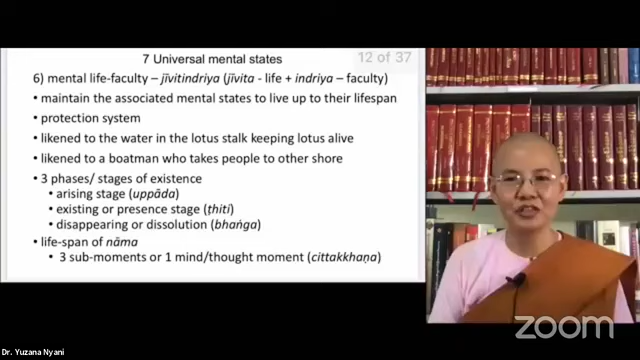 7 Universal mental states
12 of 37
6) mental life-faculty – jīvitindriya (jīvita - life + indriya – faculty)
• maintain the associated mental states to live up to their lifespan
• protection system
• likened to the water in the lotus stalk keeping lotus alive
• likened to a boatman who takes people to other shore
• 3 phases/ stages of existence
• arising stage (uppāda)
• existing or presence stage (ṭhiti)
• disappearing or dissolution (bhaṅga)
• life-span of nāma
• 3 sub-moments or 1 mind/thought moment (cittakkhaṇa)
zoom
Dr. Yuzana Nyani